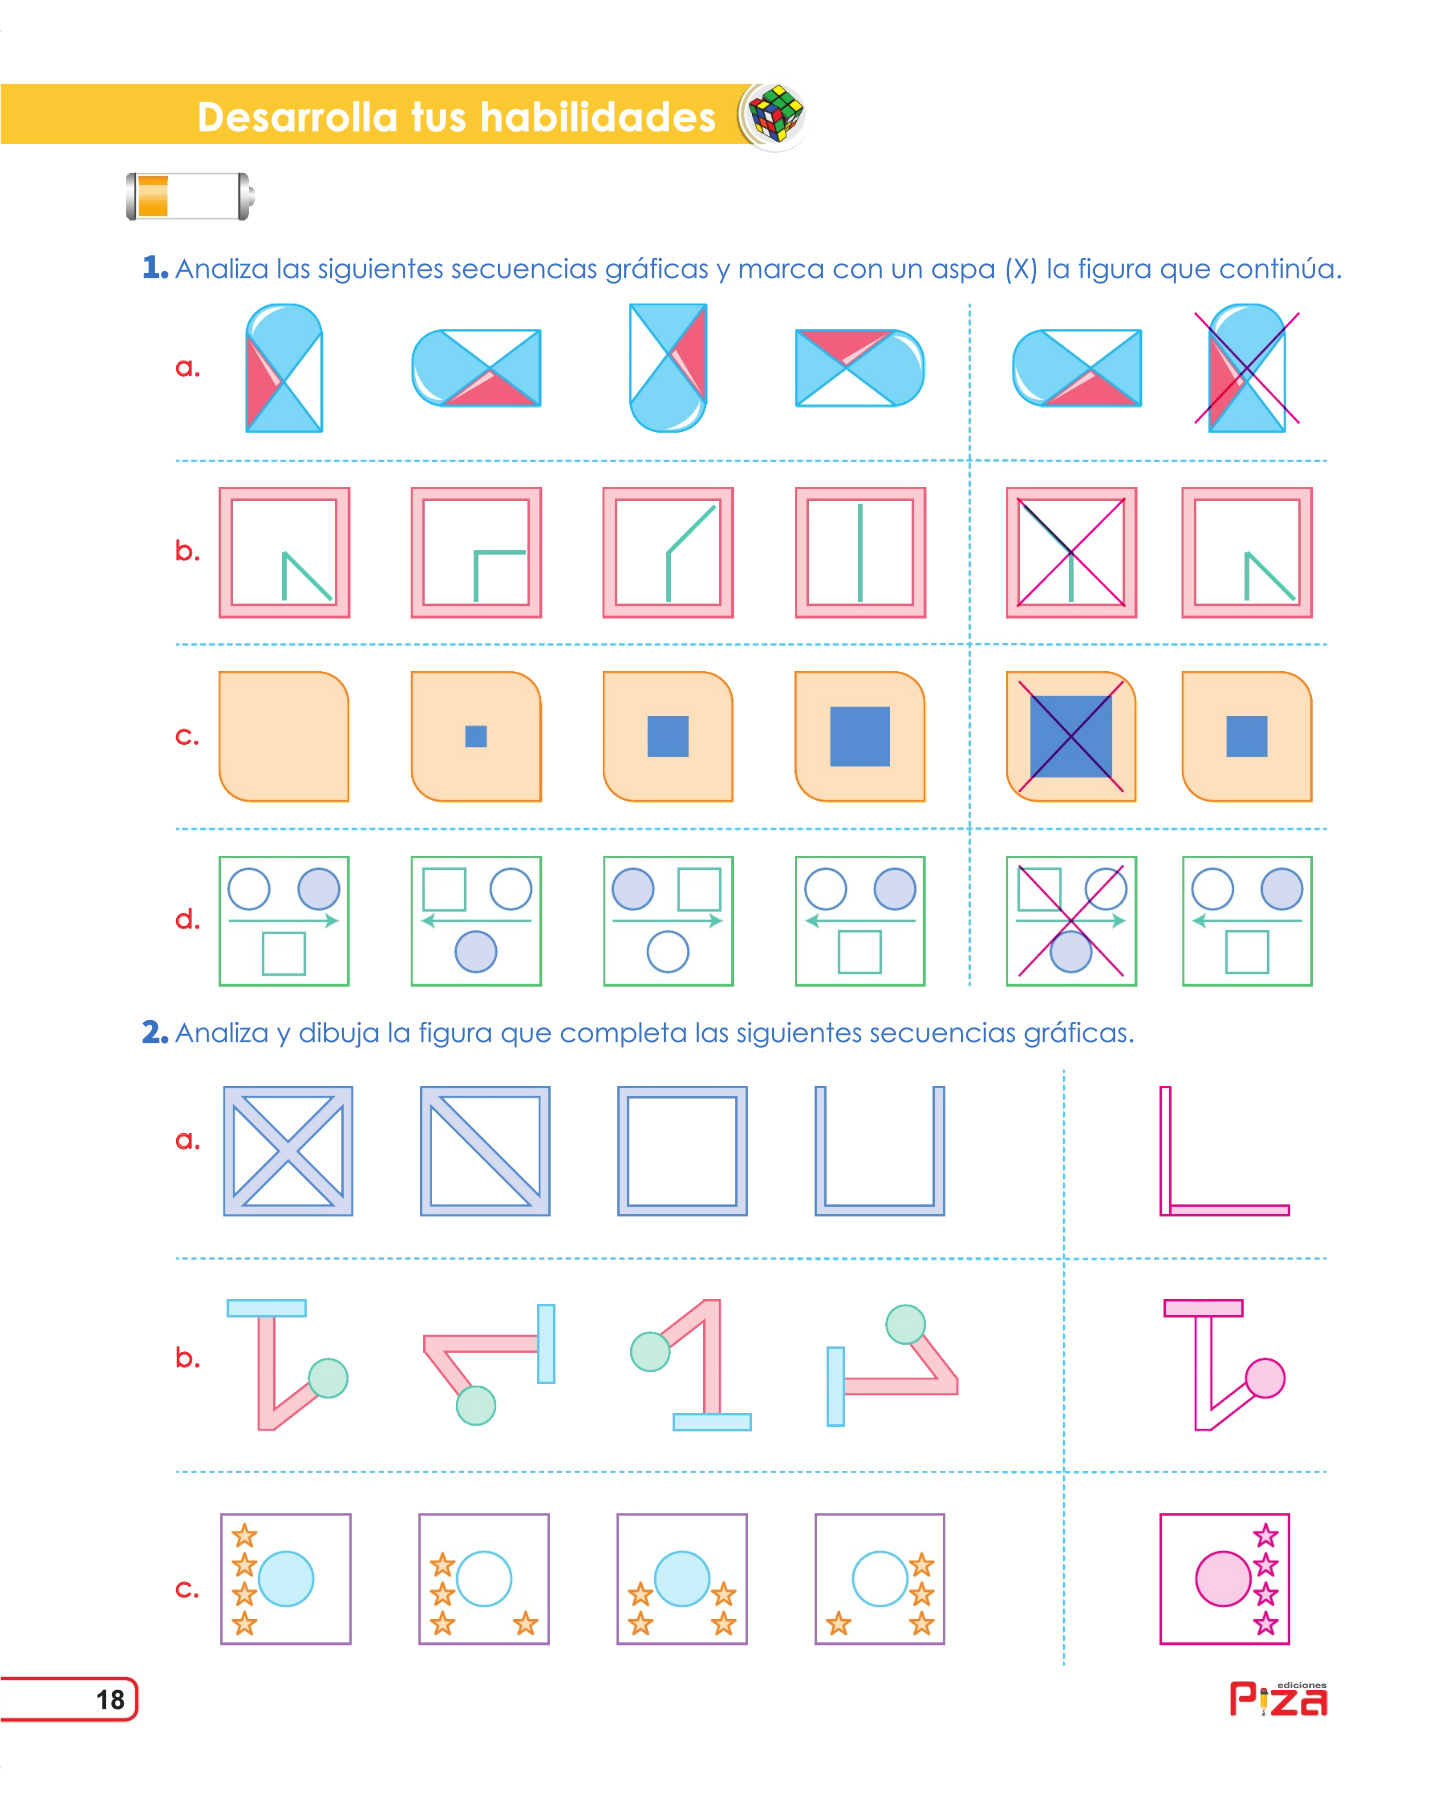 Desarrolla tus habilidades
1. Analiza las siguientes secuencias gráficas y marca con un aspa (X) la figura que continúa.
a.
b.
c.
d.
2. Analiza y dibuja la figura que completa las siguientes secuencias gráficas.
a.
b.
c.
18
ediciones
Piza